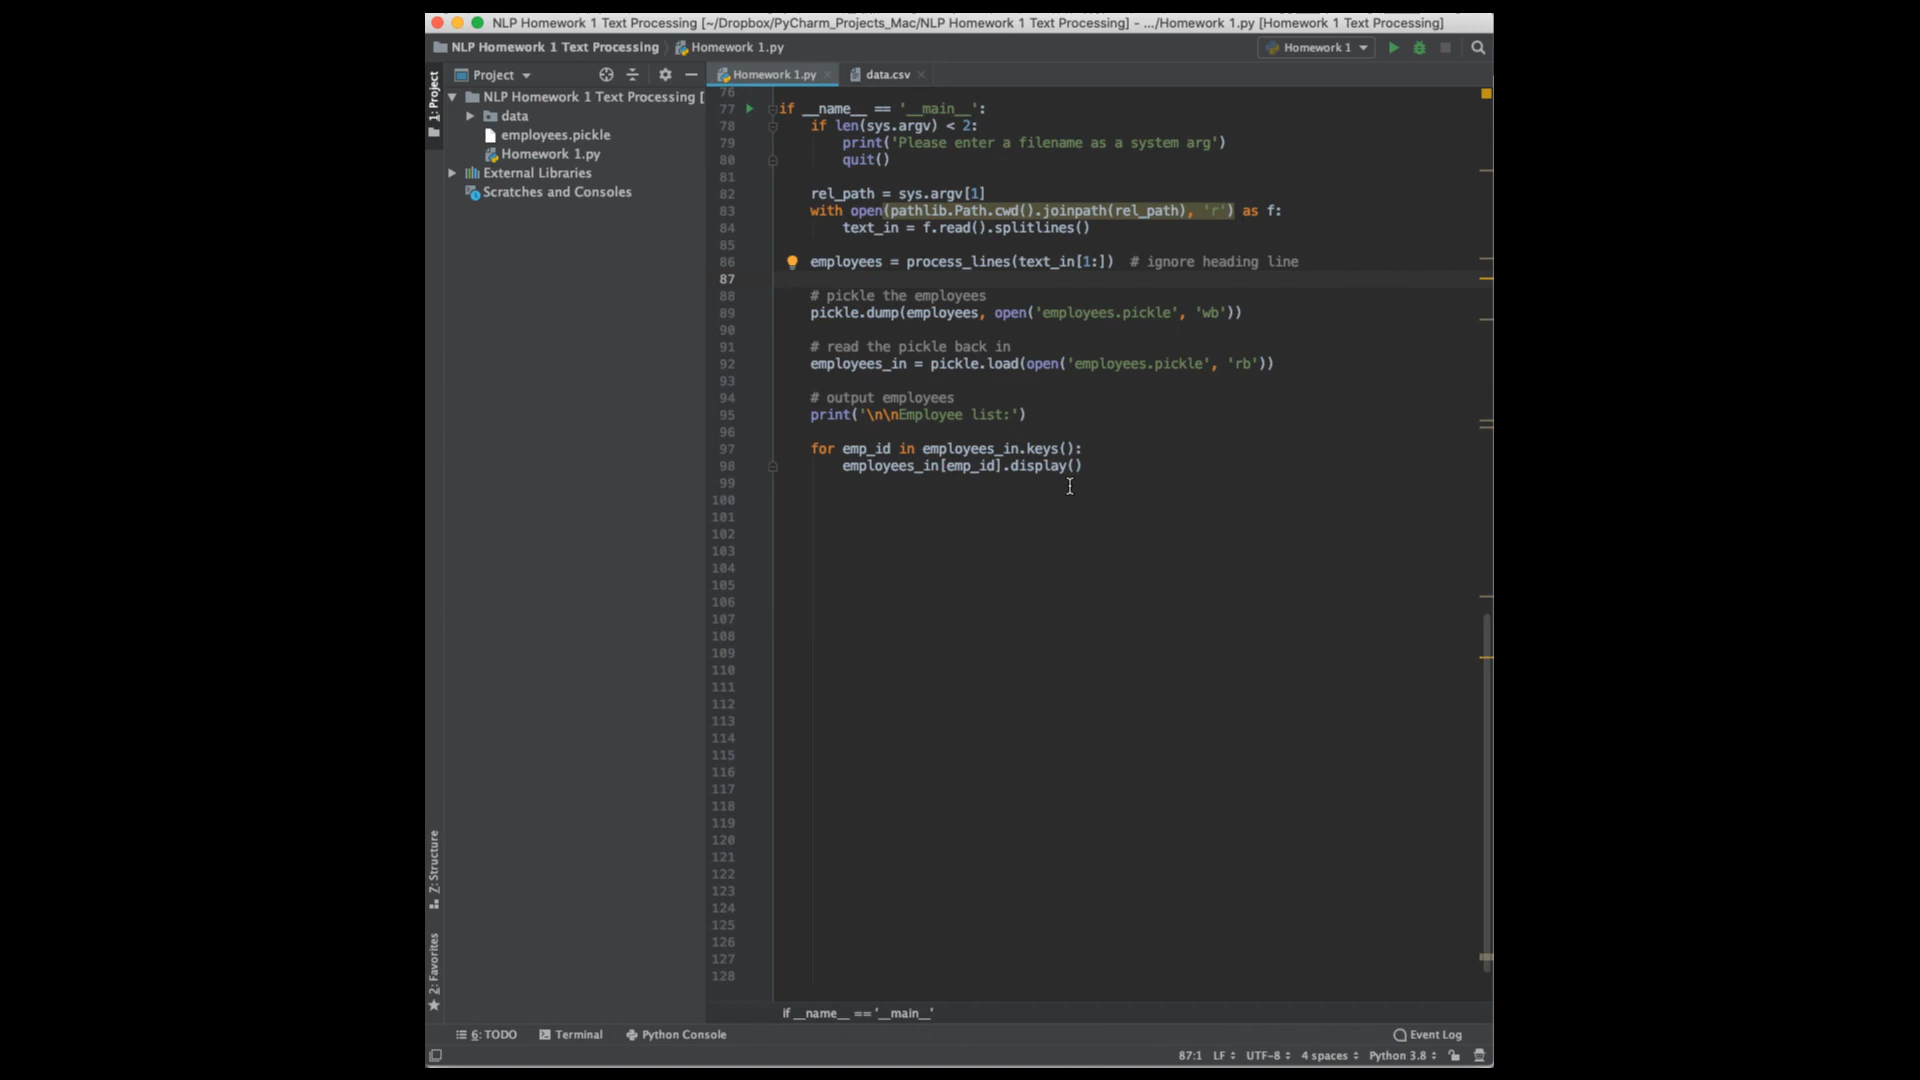 NLP Homework 1 Text Processing [~/Dropbox/PyCharm_Projects_Mac/NLP Homework 1 Text Processing] - .../Homework 1.py [Homework 1 Text Processing]
NLP Homework 1 Text Processing Homework 1.py Homework 1
1: Project
Project
Homework 1.py data.csv
NLP Homework 1 Text Processing [
data
employees.pickle
Homework 1.py
External Libraries
Scratches and Consoles
76
77 if __name__ == '__main__':
78 if len(sys.argv) < 2:
79 print('Please enter a filename as a system arg')
80 quit()
81
82 rel_path = sys.argv[1]
83 with open(pathlib.Path.cwd().joinpath(rel_path), 'r') as f:
84 text_in = f.read().splitlines()
85
86 employees = process_lines(text_in[1:]) # ignore heading line
87
88 # pickle the employees
89 pickle.dump(employees, open('employees.pickle', 'wb'))
90
91 # read the pickle back in
92 employees_in = pickle.load(open('employees.pickle', 'rb'))
93
94 # output employees
95 print('\n\nEmployee list:')
96
97 for emp_id in employees_in.keys():
98 employees_in[emp_id].display()
99
100
101
102
103
104
105
106
107
108
109
110
111
112
113
114
115
116
117
118
119
120
121
122
123
124
125
126
127
128
Z: Structure
2: Favorites
if __name__ == '__main__'
6: TODO Terminal Python Console Event Log
87:1 LF UTF-8 4 spaces Python 3.8